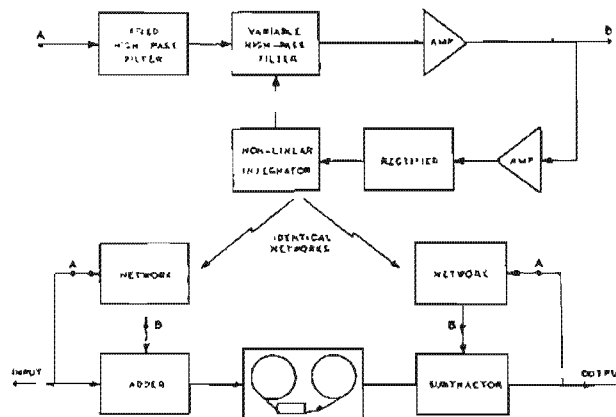 A
FIXED
HIGH-PASS
FILTER
VARIABLE
HIGH-PASS
FILTER
AMP
B
NON-LINEAR
INTEGRATOR
RECTIFIER
AMP
IDENTICAL
NETWORKS
A
NETWORK
NETWORK
A
B
B
INPUT
ADDER
SUBTRACTOR
OUTPU